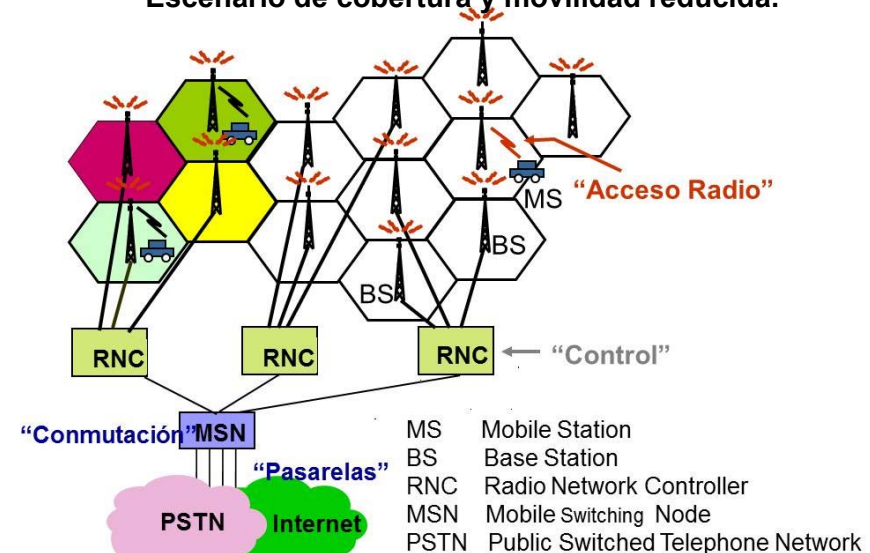 Escenario de cobertura y movilidad reducida.
"Acceso Radio"
MS
BS
BS
RNC
RNC
RNC
"Control"
"Conmutación"
MSN
"Pasarelas"
PSTN
Internet
MS Mobile Station
BS Base Station
RNC Radio Network Controller
MSN Mobile Switching Node
PSTN Public Switched Telephone Network